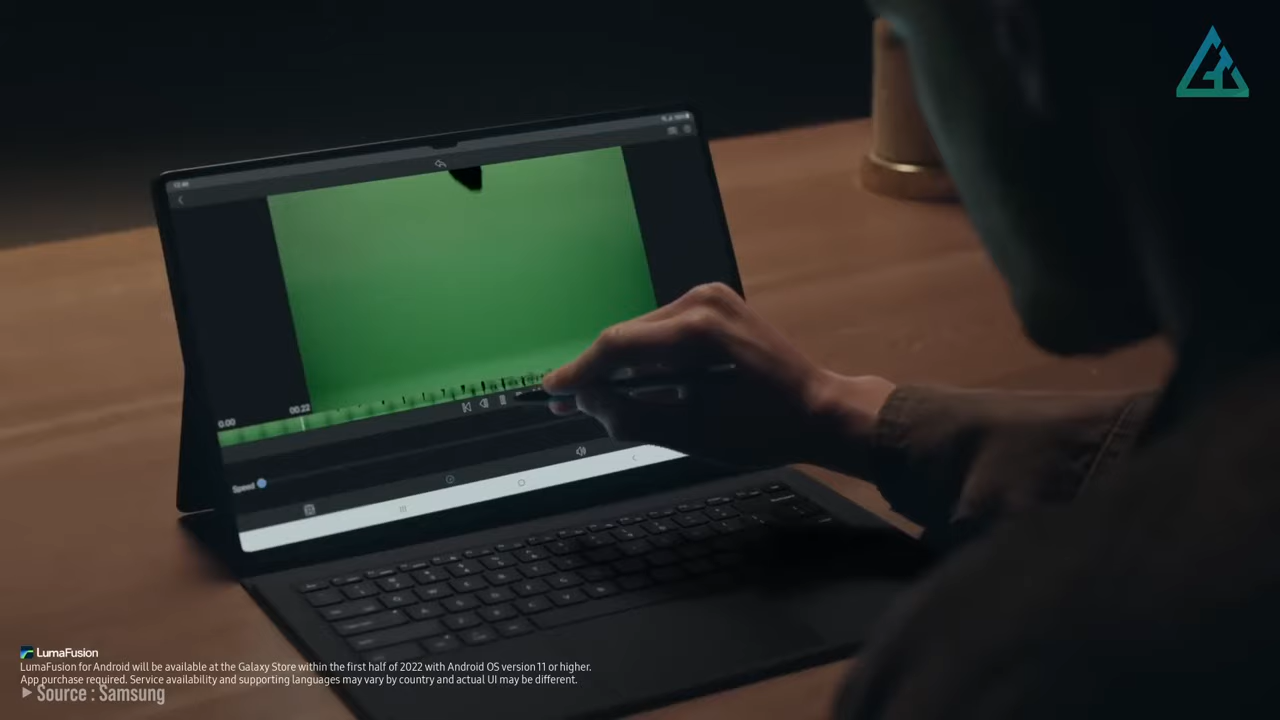 0.00
00:22
Speed
LumaFusion
LumaFusion for Android will be available at the Galaxy Store within the first half of 2022 with Android OS version 11 or higher.
App purchase required. Service availability and supporting languages may vary by country and actual UI may be different.
Source : Samsung